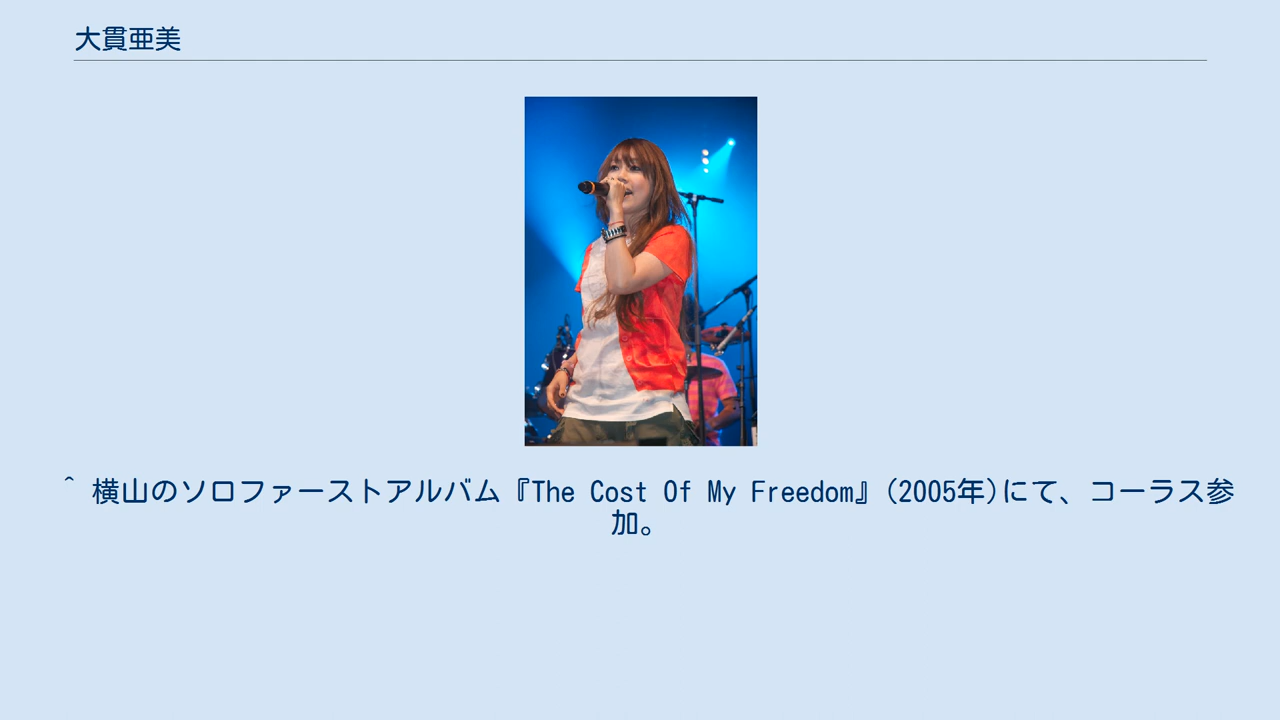 大貫亜美
^ 横山のソロファーストアルバム『The Cost Of My Freedom』(2005年)にて、コーラス参
加。